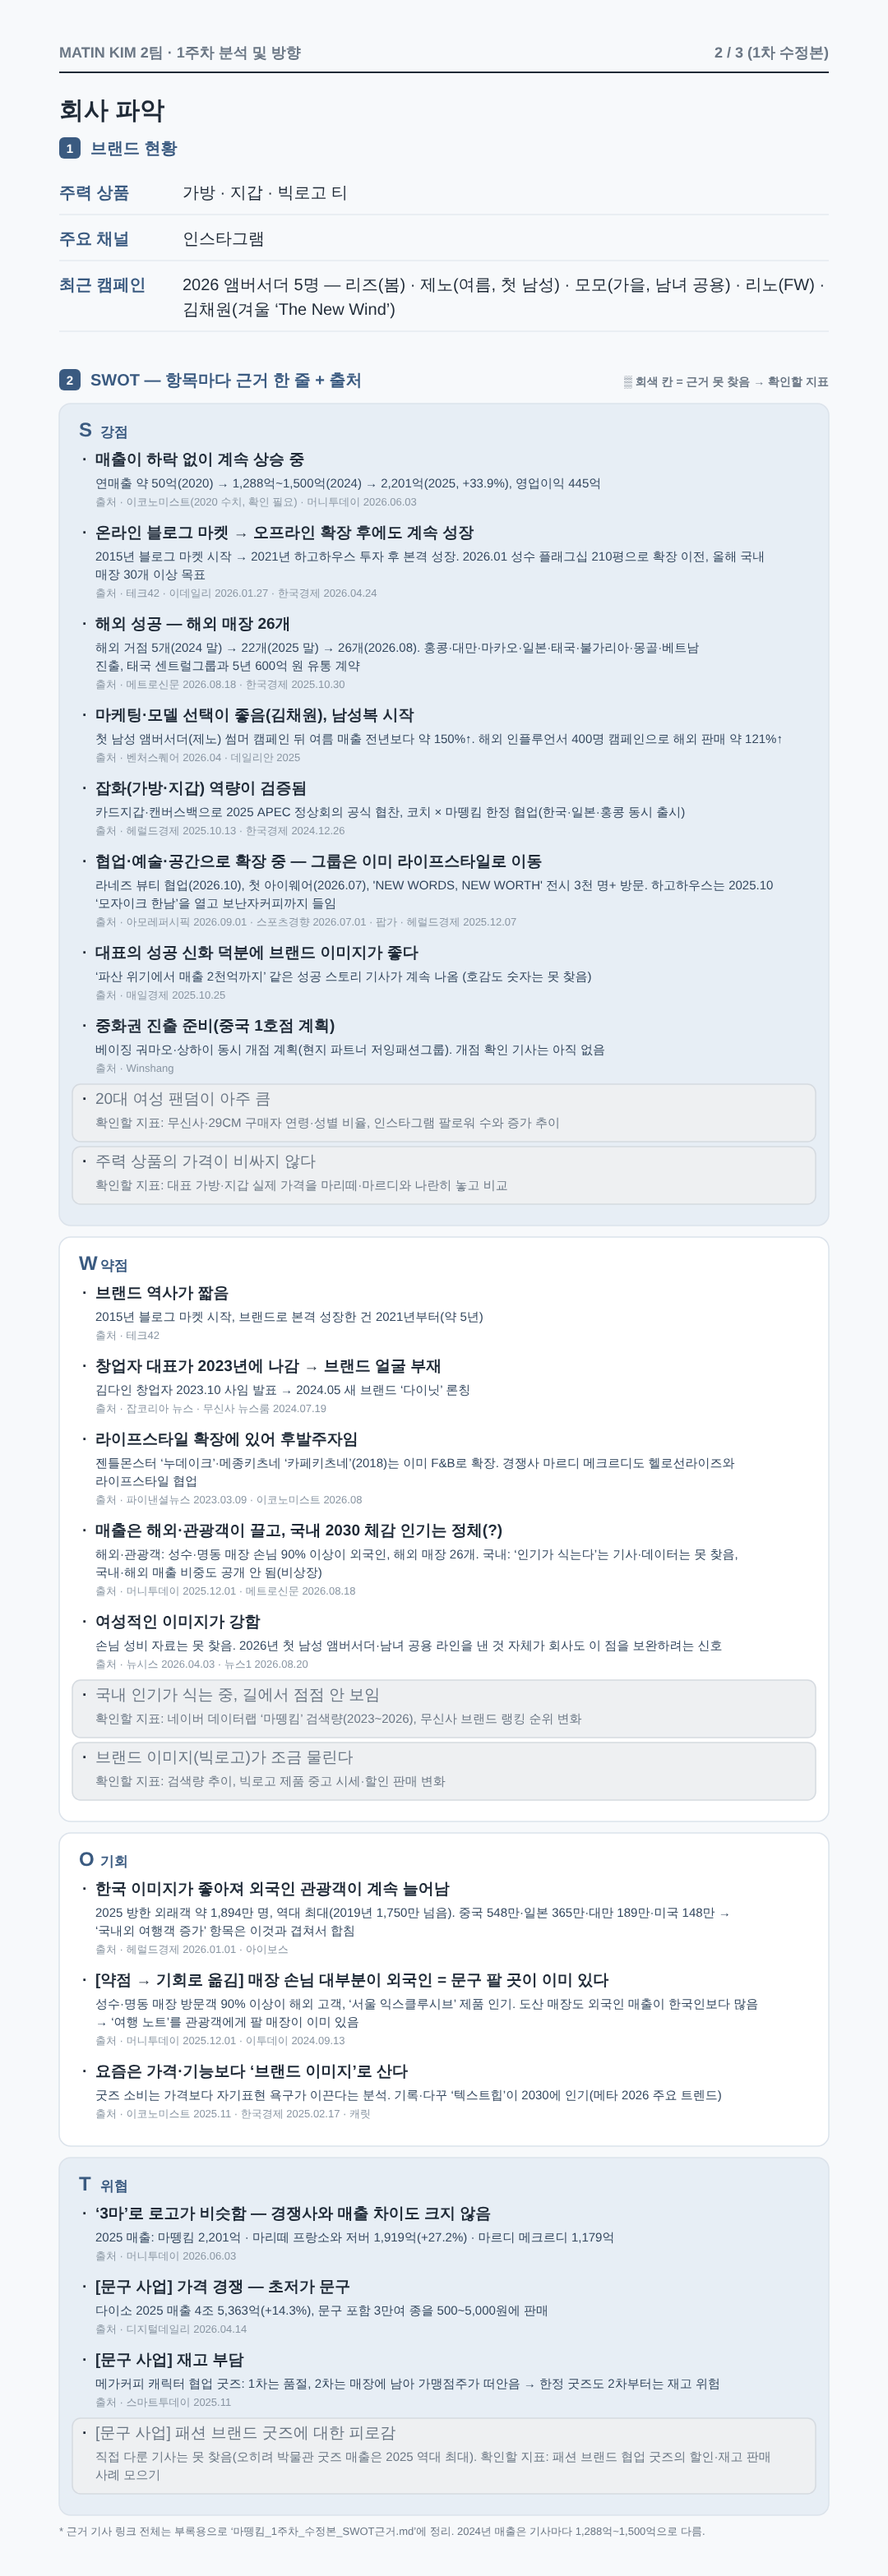 MATIN KIM 2팀 · 1주차 분석 및 방향
2 / 3 (1차 수정본)
회사 파악
1 브랜드 현황
주력 상품 가방 · 지갑 · 빅로고 티
주요 채널 인스타그램
최근 캠페인 2026 앰버서더 5명 — 리즈(봄) · 제노(여름, 첫 남성) · 모모(가을, 남녀 공용) · 리노(FW) ·
김채원(겨울 ‘The New Wind’)
2 SWOT — 항목마다 근거 한 줄 + 출처
▒ 회색 칸 = 근거 못 찾음 → 확인할 지표
S 강점
· 매출이 하락 없이 계속 상승 중
연매출 약 50억(2020) → 1,288억~1,500억(2024) → 2,201억(2025, +33.9%), 영업이익 445억
출처 · 이코노미스트(2020 수치, 확인 필요) · 머니투데이 2026.06.03
· 온라인 블로그 마켓 → 오프라인 확장 후에도 계속 성장
2015년 블로그 마켓 시작 → 2021년 하고하우스 투자 후 본격 성장. 2026.01 성수 플래그십 210평으로 확장 이전, 올해 국내
매장 30개 이상 목표
출처 · 테크42 · 이데일리 2026.01.27 · 한국경제 2026.04.24
· 해외 성공 — 해외 매장 26개
해외 거점 5개(2024 말) → 22개(2025 말) → 26개(2026.08). 홍콩·대만·마카오·일본·태국·불가리아·몽골·베트남
진출, 태국 센트럴그룹과 5년 600억 원 유통 계약
출처 · 메트로신문 2026.08.18 · 한국경제 2025.10.30
· 마케팅·모델 선택이 좋음(김채원), 남성복 시작
첫 남성 앰버서더(제노) 썸머 캠페인 뒤 여름 매출 전년보다 약 150%↑. 해외 인플루언서 400명 캠페인으로 해외 판매 약 121%↑
출처 · 벤처스퀘어 2026.04 · 데일리안 2025
· 잡화(가방·지갑) 역량이 검증됨
카드지갑·캔버스백으로 2025 APEC 정상회의 공식 협찬, 코치 × 마뗑킴 한정 협업(한국·일본·홍콩 동시 출시)
출처 · 헤럴드경제 2025.10.13 · 한국경제 2024.12.26
· 협업·예술·공간으로 확장 중 — 그룹은 이미 라이프스타일로 이동
라네즈 뷰티 협업(2026.10), 첫 아이웨어(2026.07), 'NEW WORDS, NEW WORTH' 전시 3천 명+ 방문. 하고하우스는 2025.10
‘모자이크 한남’을 열고 보난자커피까지 들임
출처 · 아모레퍼시픽 2026.09.01 · 스포츠경향 2026.07.01 · 팝가 · 헤럴드경제 2025.12.07
· 대표의 성공 신화 덕분에 브랜드 이미지가 좋다
‘파산 위기에서 매출 2천억까지’ 같은 성공 스토리 기사가 계속 나옴 (호감도 숫자는 못 찾음)
출처 · 매일경제 2025.10.25
· 중화권 진출 준비(중국 1호점 계획)
베이징 궈마오·상하이 동시 개점 계획(현지 파트너 저잉패션그룹). 개점 확인 기사는 아직 없음
출처 · Winshang
· 20대 여성 팬덤이 아주 큼
확인할 지표: 무신사·29CM 구매자 연령·성별 비율, 인스타그램 팔로워 수와 증가 추이
· 주력 상품의 가격이 비싸지 않다
확인할 지표: 대표 가방·지갑 실제 가격을 마리떼·마르디와 나란히 놓고 비교
W 약점
· 브랜드 역사가 짧음
2015년 블로그 마켓 시작, 브랜드로 본격 성장한 건 2021년부터(약 5년)
출처 · 테크42
· 창업자 대표가 2023년에 나감 → 브랜드 얼굴 부재
김다인 창업자 2023.10 사임 발표 → 2024.05 새 브랜드 ‘다이닛’ 론칭
출처 · 잡코리아 뉴스 · 무신사 뉴스룸 2024.07.19
· 라이프스타일 확장에 있어 후발주자임
젠틀몬스터 ‘누데이크’·메종키츠네 ‘카페키츠네’(2018)는 이미 F&B로 확장. 경쟁사 마르디 메크르디도 헬로선라이즈와
라이프스타일 협업
출처 · 파이낸셜뉴스 2023.03.09 · 이코노미스트 2026.08
· 매출은 해외·관광객이 끌고, 국내 2030 체감 인기는 정체(?)
해외·관광객: 성수·명동 매장 손님 90% 이상이 외국인, 해외 매장 26개. 국내: ‘인기가 식는다’는 기사·데이터는 못 찾음,
국내·해외 매출 비중도 공개 안 됨(비상장)
출처 · 머니투데이 2025.12.01 · 메트로신문 2026.08.18
· 여성적인 이미지가 강함
손님 성비 자료는 못 찾음. 2026년 첫 남성 앰버서더·남녀 공용 라인을 낸 것 자체가 회사도 이 점을 보완하려는 신호
출처 · 뉴시스 2026.04.03 · 뉴스1 2026.08.20
· 국내 인기가 식는 중, 길에서 점점 안 보임
확인할 지표: 네이버 데이터랩 ‘마뗑킴’ 검색량(2023~2026), 무신사 브랜드 랭킹 순위 변화
· 브랜드 이미지(빅로고)가 조금 물린다
확인할 지표: 검색량 추이, 빅로고 제품 중고 시세·할인 판매 변화
O 기회
· 한국 이미지가 좋아져 외국인 관광객이 계속 늘어남
2025 방한 외래객 약 1,894만 명, 역대 최대(2019년 1,750만 넘음). 중국 548만·일본 365만·대만 189만·미국 148만 →
‘국내외 여행객 증가’ 항목은 이것과 겹쳐서 합침
출처 · 헤럴드경제 2026.01.01 · 아이보스
· [약점 → 기회로 옮김] 매장 손님 대부분이 외국인 = 문구 팔 곳이 이미 있다
성수·명동 매장 방문객 90% 이상이 해외 고객, ‘서울 익스클루시브’ 제품 인기. 도산 매장도 외국인 매출이 한국인보다 많음
→ ‘여행 노트’를 관광객에게 팔 매장이 이미 있음
출처 · 머니투데이 2025.12.01 · 이투데이 2024.09.13
· 요즘은 가격·기능보다 ‘브랜드 이미지’로 산다
굿즈 소비는 가격보다 자기표현 욕구가 이끈다는 분석. 기록·다꾸 ‘텍스트힙’이 2030에 인기(메타 2026 주요 트렌드)
출처 · 이코노미스트 2025.11 · 한국경제 2025.02.17 · 캐릿
T 위협
· ‘3마’로 로고가 비슷함 — 경쟁사와 매출 차이도 크지 않음
2025 매출: 마뗑킴 2,201억 · 마리떼 프랑소와 저버 1,919억(+27.2%) · 마르디 메크르디 1,179억
출처 · 머니투데이 2026.06.03
· [문구 사업] 가격 경쟁 — 초저가 문구
다이소 2025 매출 4조 5,363억(+14.3%), 문구 포함 3만여 종을 500~5,000원에 판매
출처 · 디지털데일리 2026.04.14
· [문구 사업] 재고 부담
메가커피 캐릭터 협업 굿즈: 1차는 품절, 2차는 매장에 남아 가맹점주가 떠안음 → 한정 굿즈도 2차부터는 재고 위험
출처 · 스마트투데이 2025.11
· [문구 사업] 패션 브랜드 굿즈에 대한 피로감
직접 다룬 기사는 못 찾음(오히려 박물관 굿즈 매출은 2025 역대 최대). 확인할 지표: 패션 브랜드 협업 굿즈의 할인·재고 판매
사례 모으기
* 근거 기사 링크 전체는 부록용으로 ‘마뗑킴_1주차_수정본_SWOT근거.md’에 정리. 2024년 매출은 기사마다 1,288억~1,500억으로 다름.